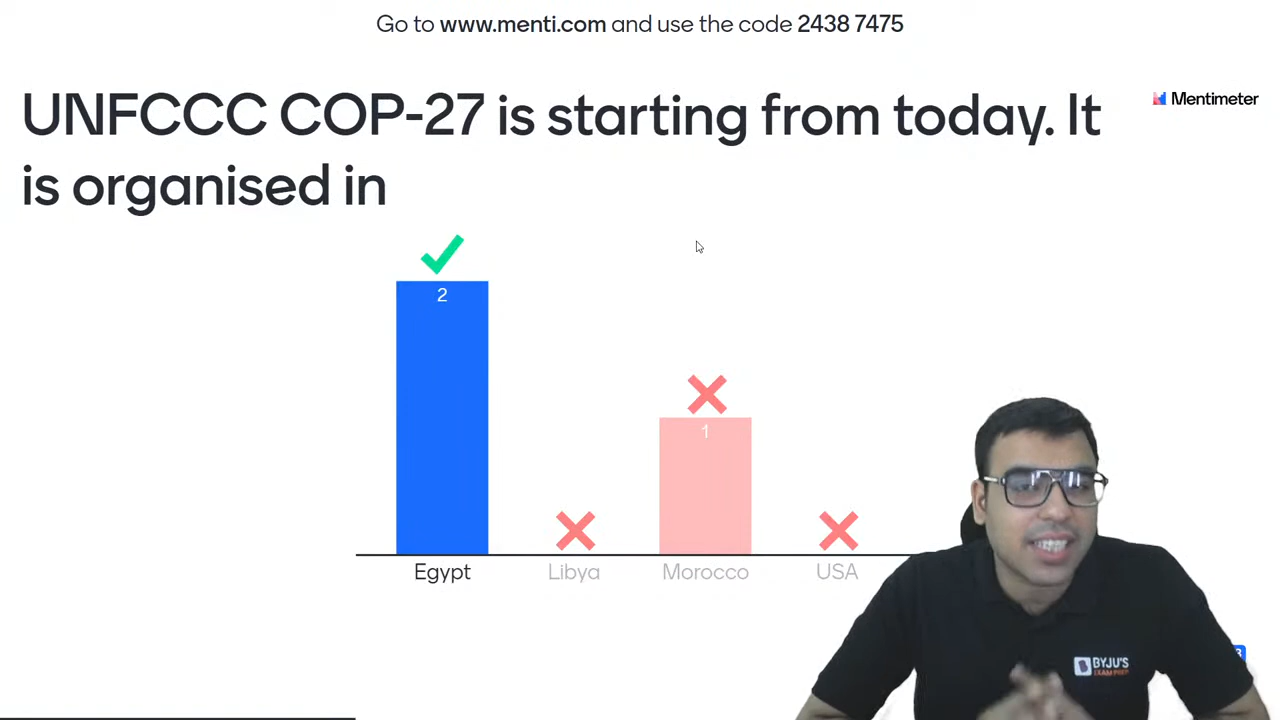 Go to www.menti.com and use the code 2438 7475
UNFCCC COP-27 is starting from today. It
is organised in
Mentimeter
2
1
Egypt
Libya
Morocco
USA
BYJU'S
EXAM PREP
3